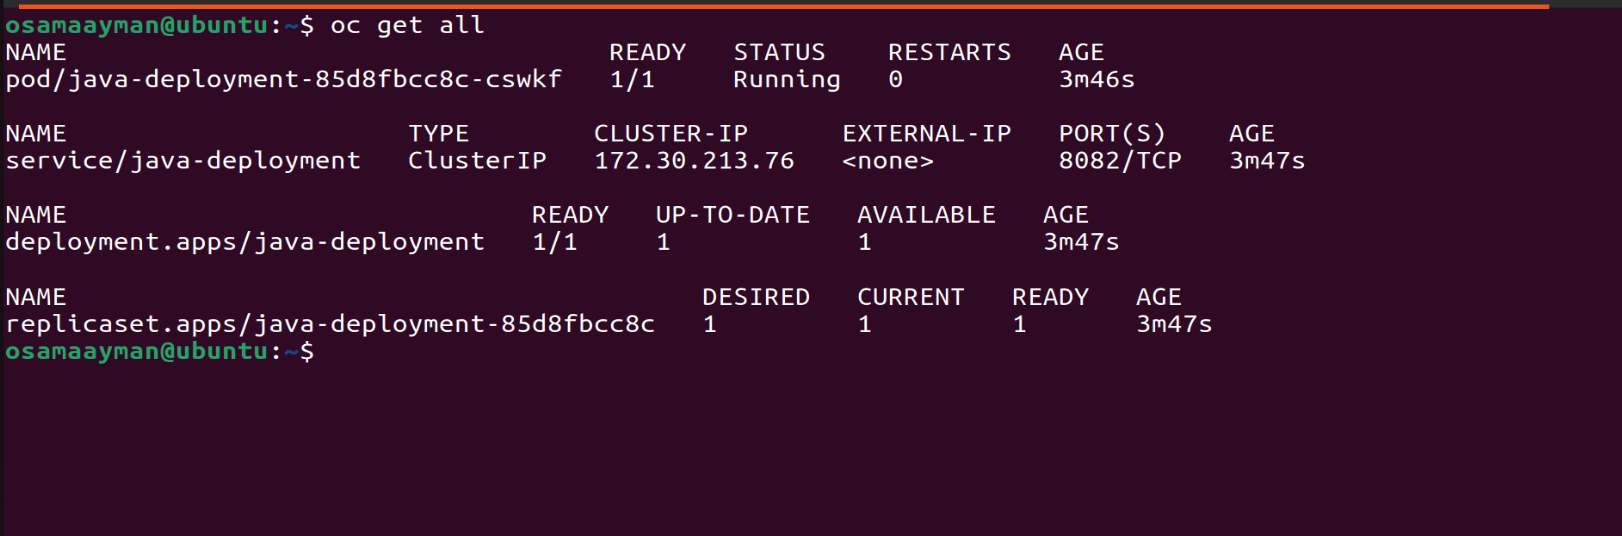 osamaayman@ubuntu:~$ oc get all
NAME                                   READY   STATUS    RESTARTS   AGE
pod/java-deployment-85d8fbcc8c-cswkf   1/1     Running   0          3m46s

NAME                      TYPE        CLUSTER-IP      EXTERNAL-IP   PORT(S)    AGE
service/java-deployment   ClusterIP   172.30.213.76   <none>        8082/TCP   3m47s

NAME                              READY   UP-TO-DATE   AVAILABLE   AGE
deployment.apps/java-deployment   1/1     1            1           3m47s

NAME                                         DESIRED   CURRENT   READY   AGE
replicaset.apps/java-deployment-85d8fbcc8c   1         1         1       3m47s
osamaayman@ubuntu:~$